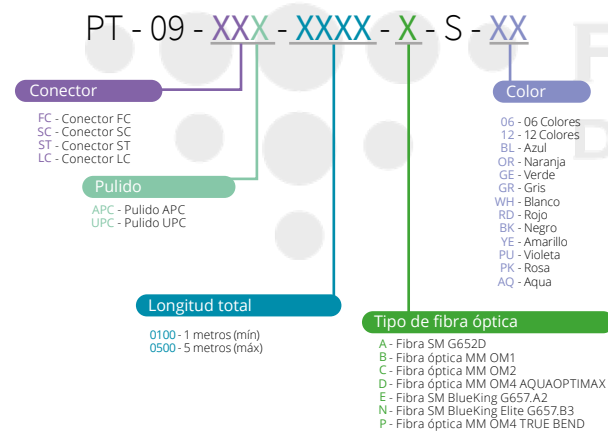 PT - 09 - XXX - XXXX - X - S - XX
Conector
FC - Conector FC
SC - Conector SC
ST - Conector ST
LC - Conector LC
Pulido
APC - Pulido APC
UPC - Pulido UPC
Longitud total
0100 - 1 metros (mín)
0500 - 5 metros (máx)
Tipo de fibra óptica
A - Fibra SM G652D
B - Fibra óptica MM OM1
C - Fibra óptica MM OM2
D - Fibra óptica MM OM4 AQUAOPTIMAX
E - Fibra SM BlueKing G657.A2
N - Fibra SM BlueKing Elite G657.B3
P - Fibra óptica MM OM4 TRUE BEND
Color
06 - 06 Colores
12 - 12 Colores
BL - Azul
OR - Naranja
GE - Verde
GR - Gris
WH - Blanco
RD - Rojo
BK - Negro
YE - Amarillo
PU - Violeta
PK - Rosa
AQ - Aqua